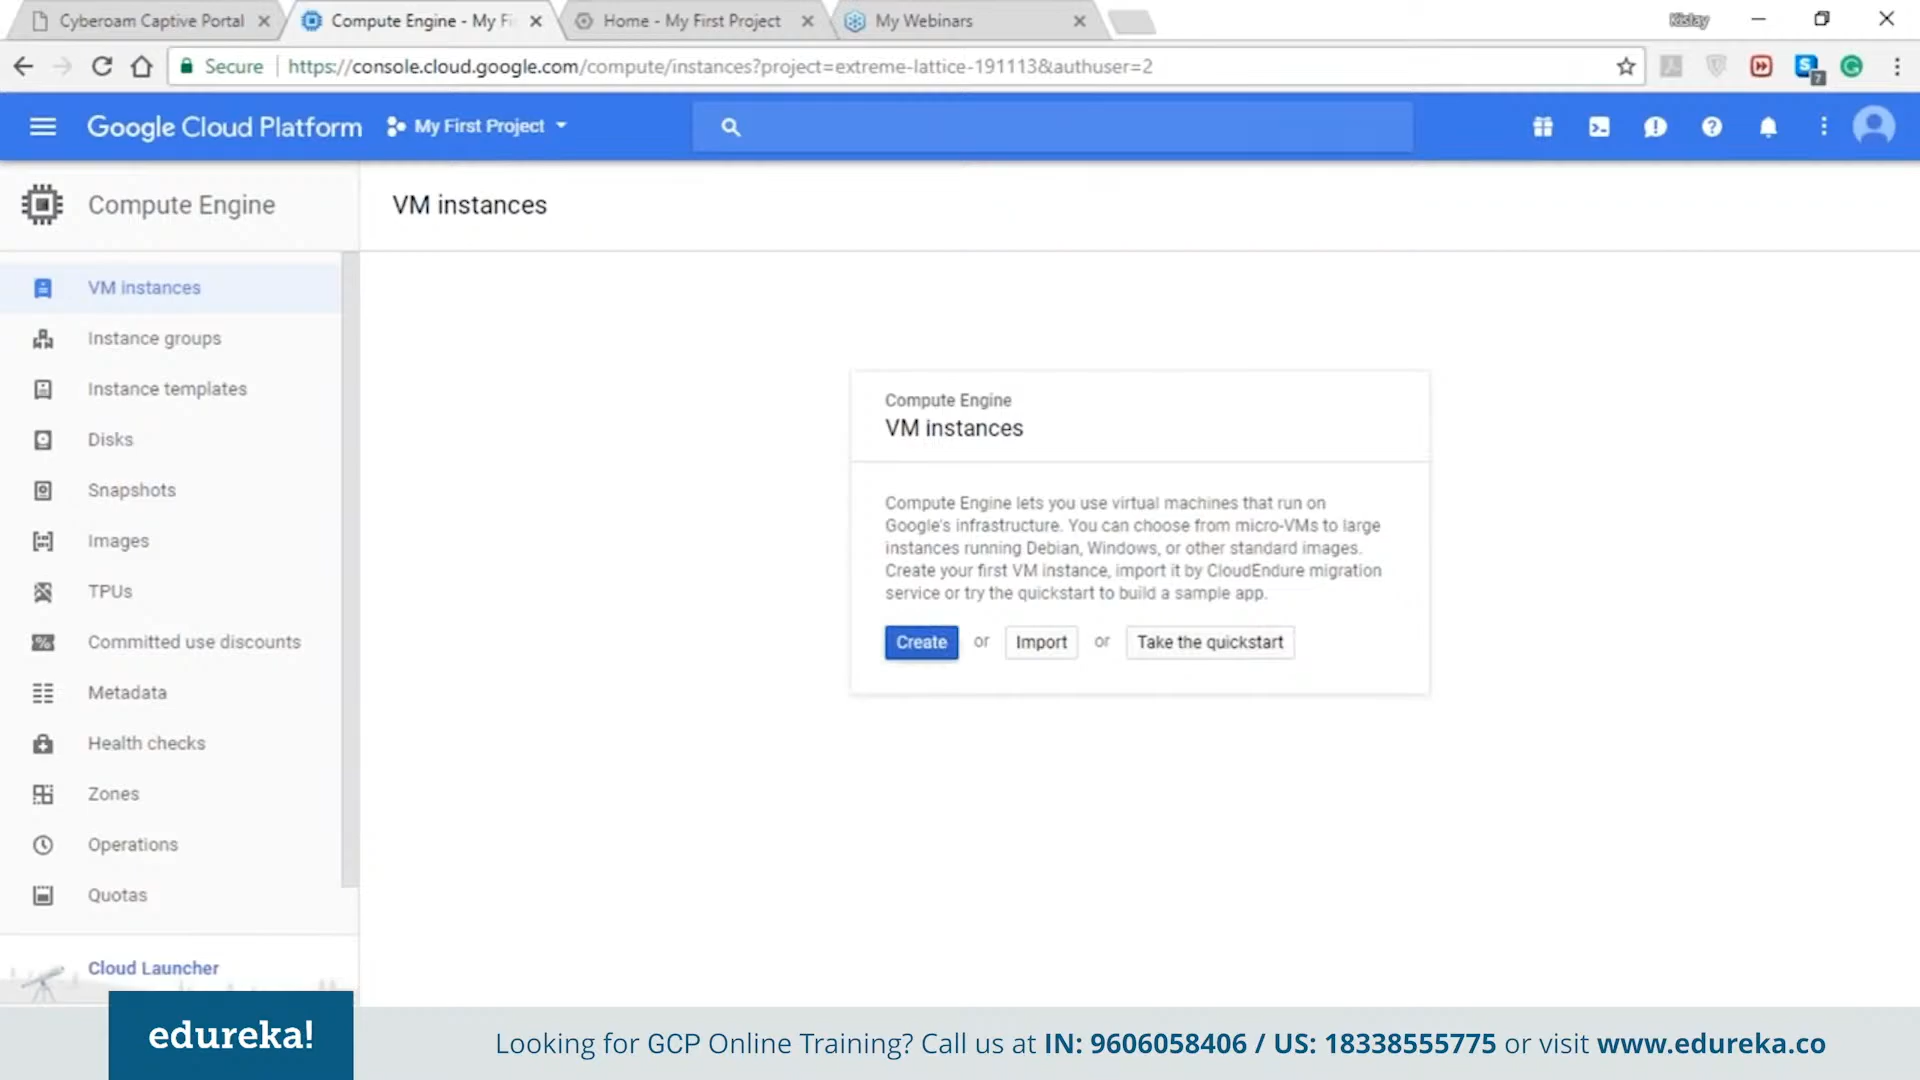 Cyberoam Captive Portal
Compute Engine - My Fi
Home - My First Project
My Webinars
Kislay
Secure
https://console.cloud.google.com/compute/instances?project=extreme-lattice-191113&authuser=2
7
Google Cloud Platform
My First Project
Compute Engine
VM instances
VM instances
Instance groups
Instance templates
Disks
Snapshots
Images
TPUs
Committed use discounts
Metadata
Health checks
Zones
Operations
Quotas
Cloud Launcher
Compute Engine
VM instances
Compute Engine lets you use virtual machines that run on
Google's infrastructure. You can choose from micro-VMs to large
instances running Debian, Windows, or other standard images.
Create your first VM instance, import it by CloudEndure migration
service or try the quickstart to build a sample app.
Create or Import or Take the quickstart
edureka!
Looking for GCP Online Training? Call us at IN: 9606058406 / US: 18338555775 or visit www.edureka.co